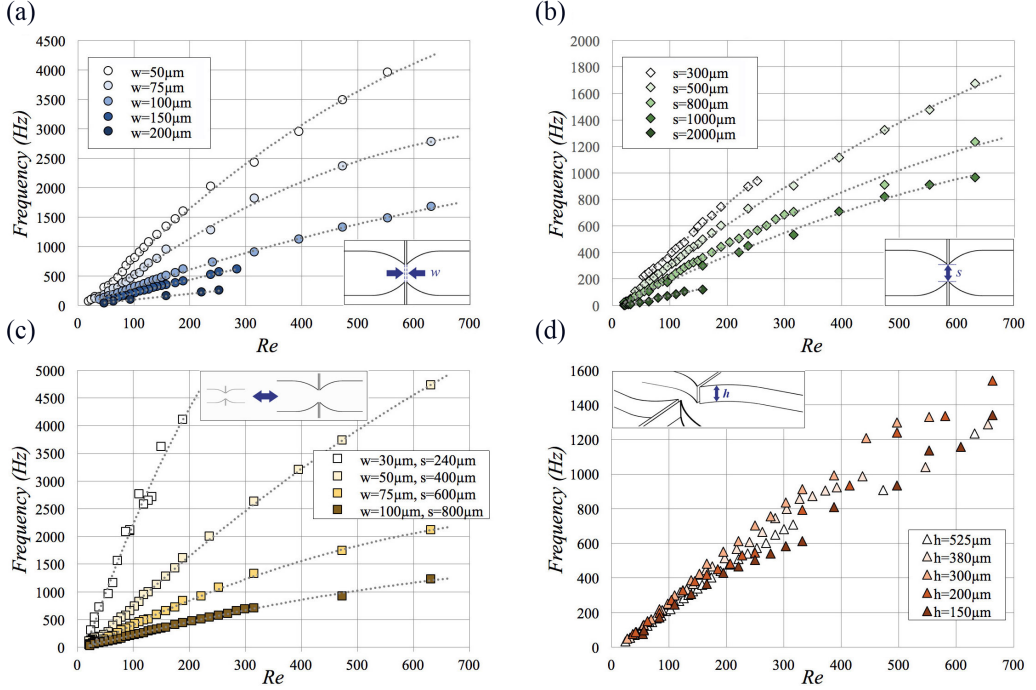 (a)
4500
4000
3500
3000
2500
2000
1500
1000
500
0
Frequency (Hz)
w=50µm
w=75µm
w=100µm
w=150µm
w=200µm
w
0 100 200 300 400 500 600 700
Re
(b)
2000
1800
1600
1400
1200
1000
800
600
400
200
0
Frequency (Hz)
s=300µm
s=500µm
s=800µm
s=1000µm
s=2000µm
s
0 100 200 300 400 500 600 700
Re
(c)
5000
4500
4000
3500
3000
2500
2000
1500
1000
500
0
Frequency (Hz)
w=30µm, s=240µm
w=50µm, s=400µm
w=75µm, s=600µm
w=100µm, s=800µm
0 100 200 300 400 500 600 700
Re
(d)
1600
1400
1200
1000
800
600
400
200
0
Frequency (Hz)
h
h=525µm
h=380µm
h=300µm
h=200µm
h=150µm
0 100 200 300 400 500 600 700
Re